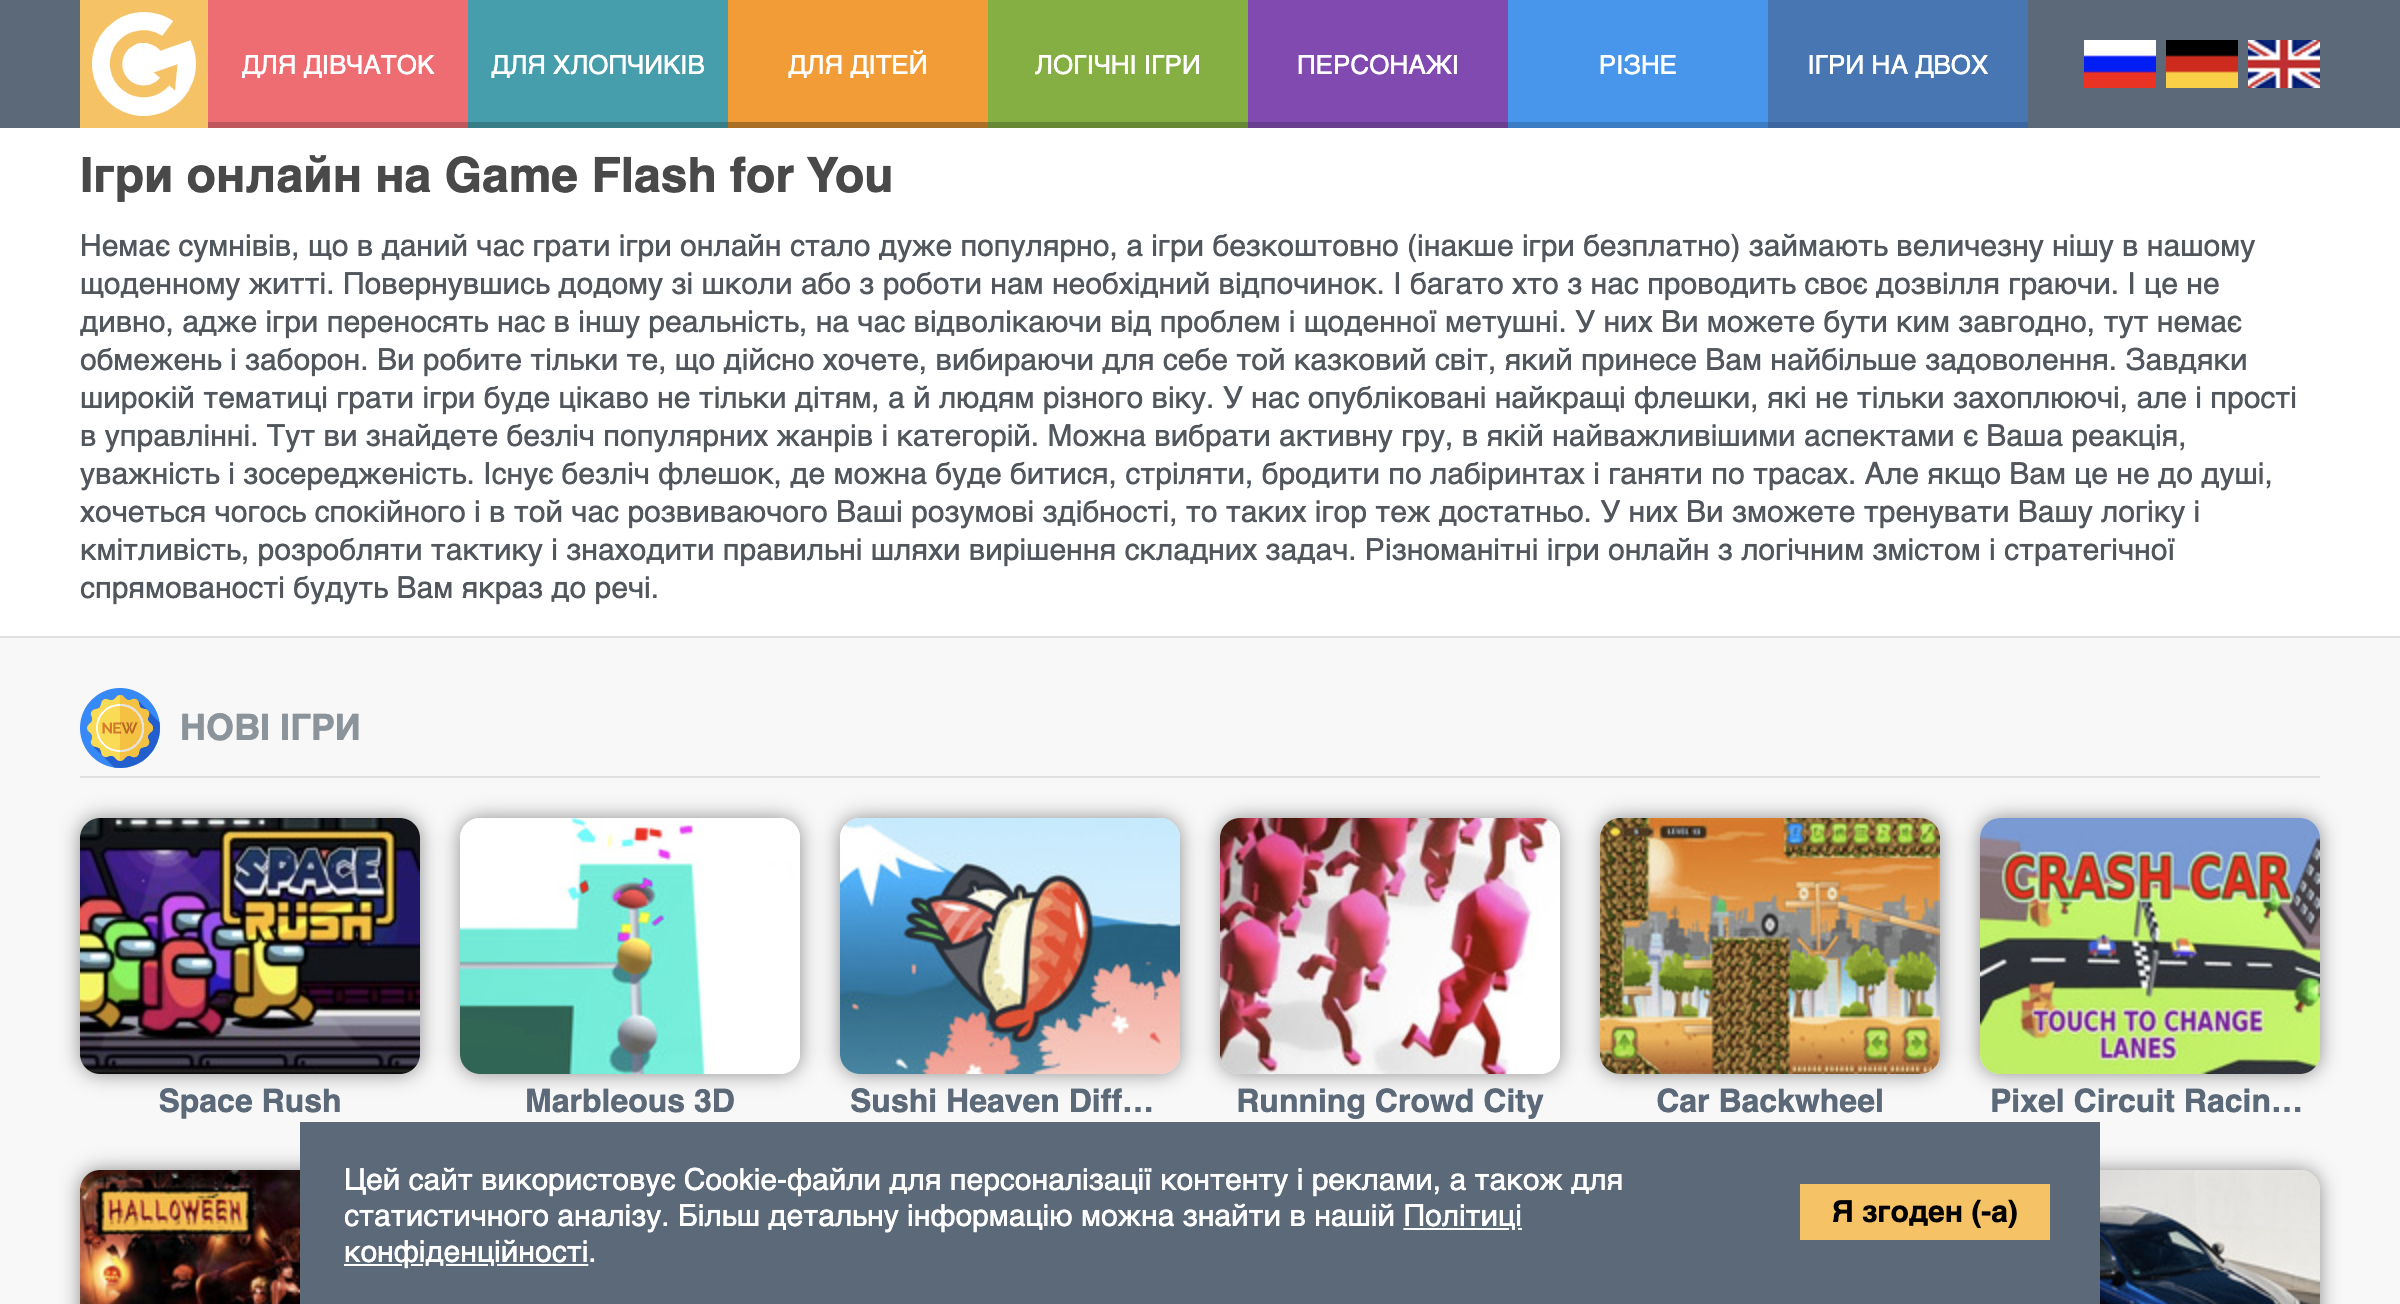 ДЛЯ ДІВЧАТОК
ДЛЯ ХЛОПЧИКІВ
ДЛЯ ДІТЕЙ
ЛОГІЧНІ ІГРИ
ПЕРСОНАЖІ
РІЗНЕ
ІГРИ НА ДВОХ
Ігри онлайн на Game Flash for You
Немає сумнівів, що в даний час грати ігри онлайн стало дуже популярно, а ігри безкоштовно (інакше ігри безплатно) займають величезну нішу в нашому
щоденному житті. Повернувшись додому зі школи або з роботи нам необхідний відпочинок. І багато хто з нас проводить своє дозвілля граючи. І це не
дивно, адже ігри переносять нас в іншу реальність, на час відволікаючи від проблем і щоденної метушні. У них Ви можете бути ким завгодно, тут немає
обмежень і заборон. Ви робите тільки те, що дійсно хочете, вибираючи для себе той казковий світ, який принесе Вам найбільше задоволення. Завдяки
широкій тематиці грати ігри буде цікаво не тільки дітям, а й людям різного віку. У нас опубліковані найкращі флешки, які не тільки захоплюючі, але і прості
в управлінні. Тут ви знайдете безліч популярних жанрів і категорій. Можна вибрати активну гру, в якій найважливішими аспектами є Ваша реакція,
уважність і зосередженість. Існує безліч флешок, де можна буде битися, стріляти, бродити по лабіринтах і ганяти по трасах. Але якщо Вам це не до душі,
хочеться чогось спокійного і в той час розвиваючого Ваші розумові здібності, то таких ігор теж достатньо. У них Ви зможете тренувати Вашу логіку і
кмітливість, розробляти тактику і знаходити правильні шляхи вирішення складних задач. Різноманітні ігри онлайн з логічним змістом і стратегічної
спрямованості будуть Вам якраз до речі.
NEW
НОВІ ІГРИ
SPACE
RUSH
CRASH CAR
TOUCH TO CHANGE
LANES
Space Rush
Marbleous 3D
Sushi Heaven Diff...
Running Crowd City
Car Backwheel
Pixel Circuit Racin...
HALLOWEEN
Цей сайт використовує Cookie-файли для персоналізації контенту і реклами, а також для
статистичного аналізу. Більш детальну інформацію можна знайти в нашій Політиці
конфіденційності.
Я згоден (-а)